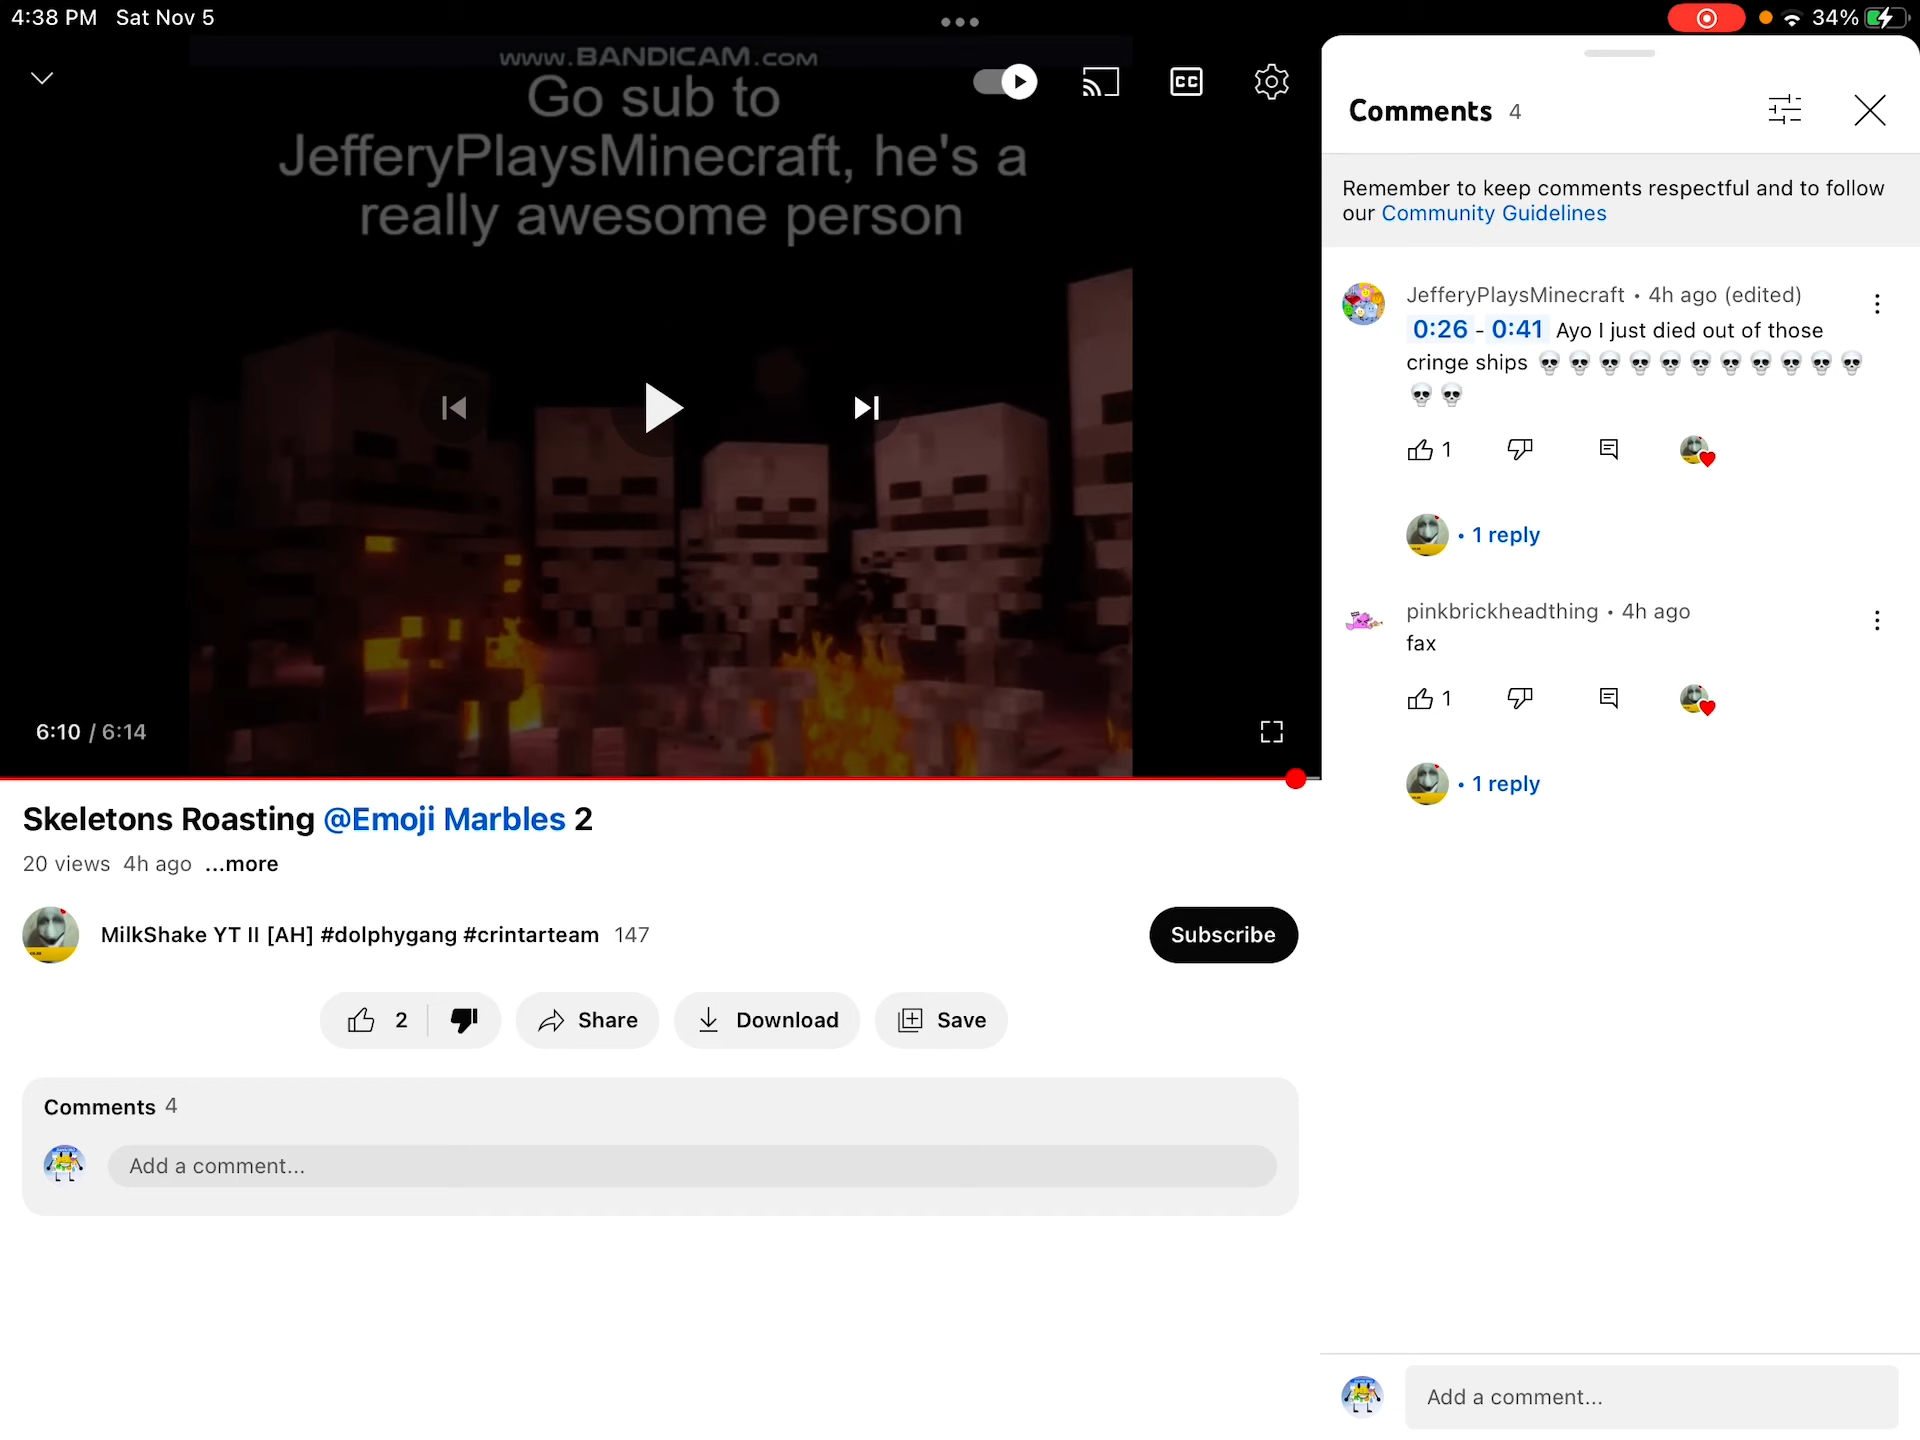 4:38 PM Sat Nov 5
34%
www.BANDICAM.com
Go sub to
JefferyPlaysMinecraft, he's a
really awesome person
CC
6:10 / 6:14
Skeletons Roasting @Emoji Marbles 2
20 views 4h ago ...more
MilkShake YT II [AH] #dolphygang #crintarteam 147
Subscribe
2
Share
Download
Save
Comments 4
Add a comment...
Comments 4
Remember to keep comments respectful and to follow
our Community Guidelines
JefferyPlaysMinecraft • 4h ago (edited)
0:26 - 0:41 Ayo I just died out of those
cringe ships 💀💀💀💀💀💀💀💀💀💀💀
💀💀
1
• 1 reply
pinkbrickheadthing • 4h ago
fax
1
• 1 reply
Add a comment...